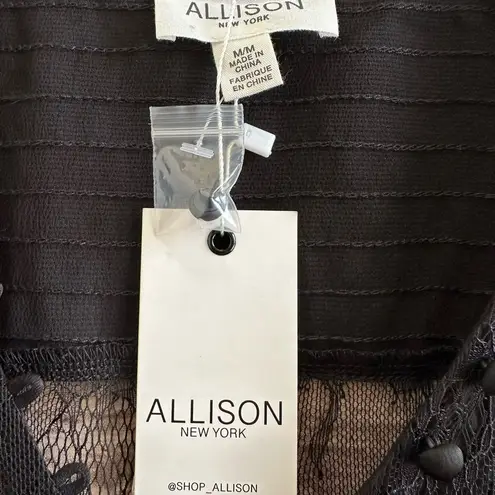 ALLISON
NEW YORK
M/M
MADE IN
CHINA
FABRIQUE
EN CHINE
ALLISON
NEW YORK
@SHOP_ALLISON